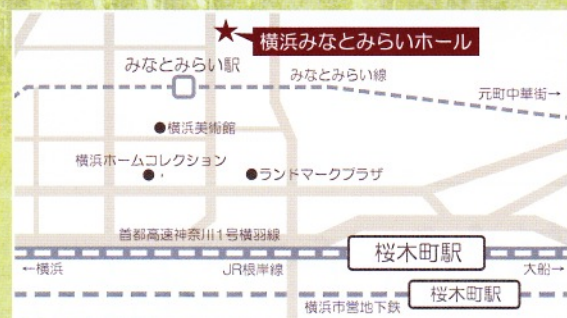 ★横浜みなとみらいホール
みなとみらい駅
みなとみらい線
元町中華街→
●横浜美術館
横浜ホームコレクション
●ランドマークプラザ
首都高速神奈川1号横羽線
桜木町駅
←横浜
JR根岸線
大船→
桜木町駅
横浜市営地下鉄